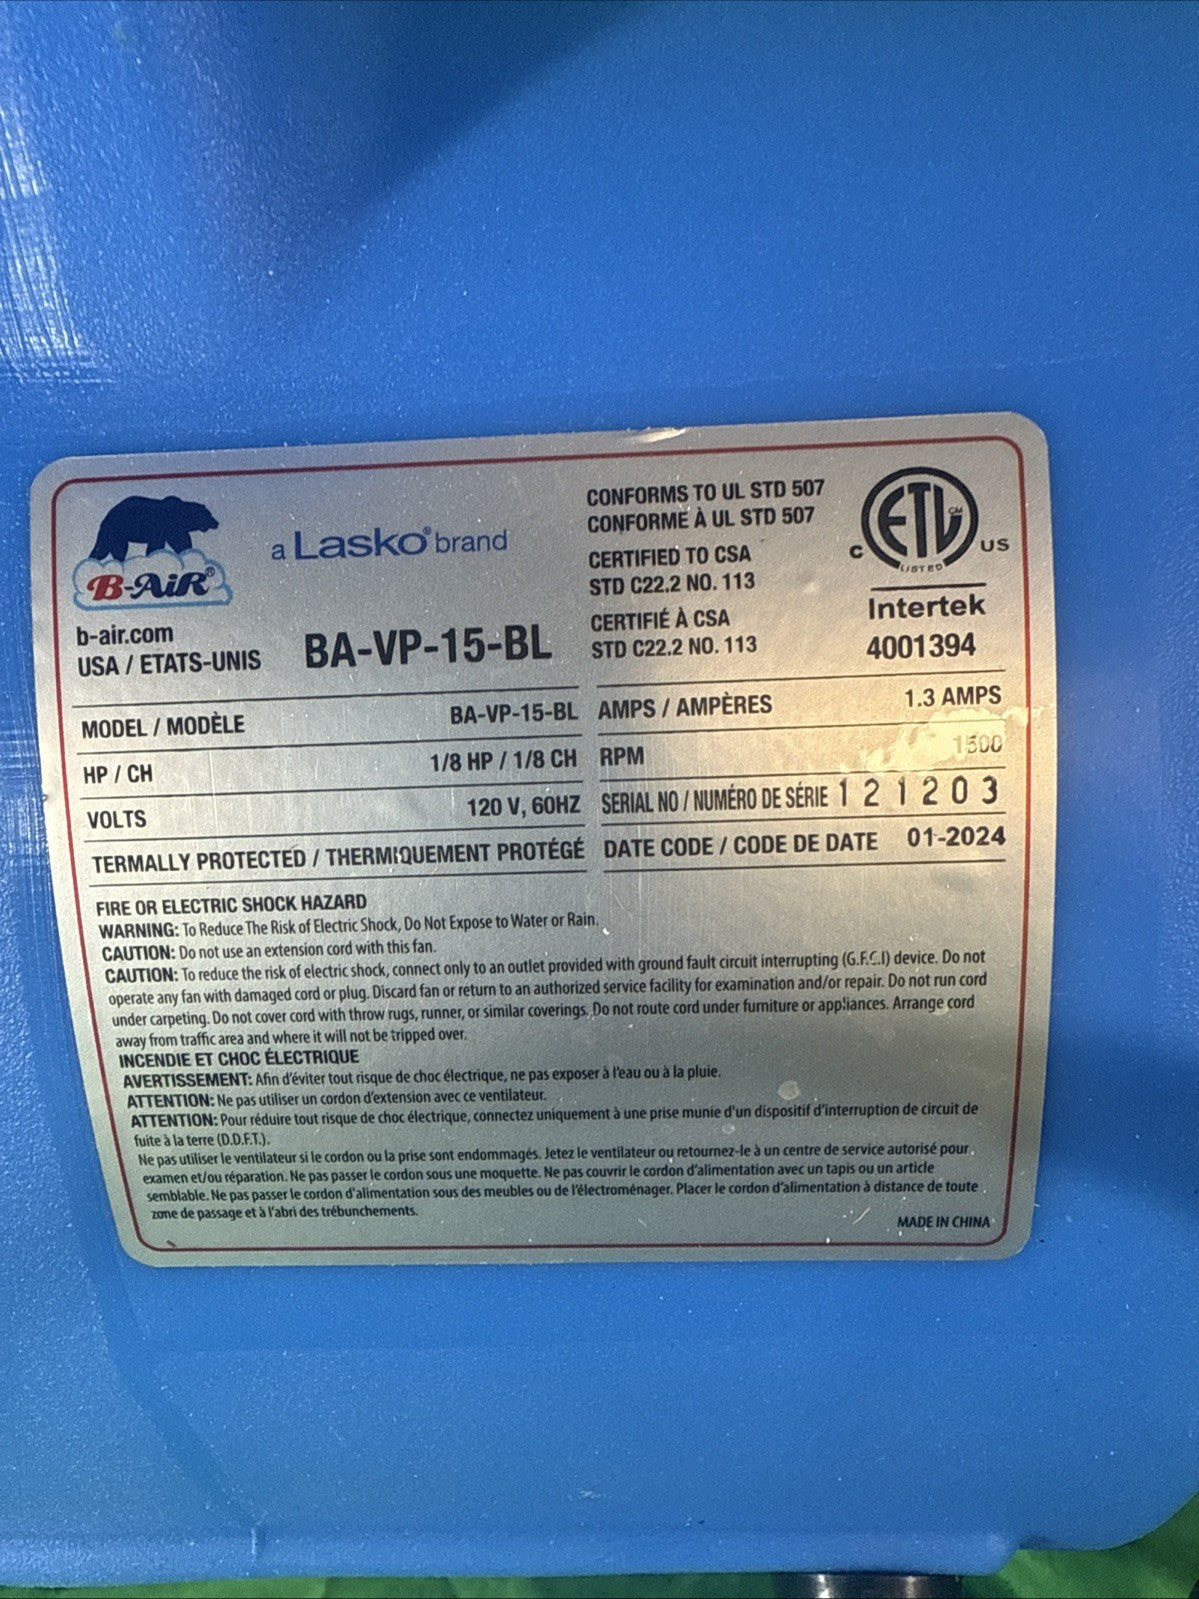 B-AiR®
a Lasko® brand
b-air.com
USA / ETATS-UNIS
BA-VP-15-BL
CONFORMS TO UL STD 507
CONFORME À UL STD 507
CERTIFIED TO CSA
STD C22.2 NO. 113
CERTIFIÉ À CSA
STD C22.2 NO. 113
ETL CM
LISTED
C US
Intertek
4001394
MODEL / MODÈLE BA-VP-15-BL
HP / CH 1/8 HP / 1/8 CH
VOLTS 120 V, 60HZ
TERMALLY PROTECTED / THERMIQUEMENT PROTÉGÉ
AMPS / AMPÈRES 1.3 AMPS
RPM 1500
SERIAL NO / NUMÉRO DE SÉRIE 121203
DATE CODE / CODE DE DATE 01-2024
FIRE OR ELECTRIC SHOCK HAZARD
WARNING: To Reduce The Risk of Electric Shock, Do Not Expose to Water or Rain.
CAUTION: Do not use an extension cord with this fan.
CAUTION: To reduce the risk of electric shock, connect only to an outlet provided with ground fault circuit interrupting (G.F.C.I) device. Do not
operate any fan with damaged cord or plug. Discard fan or return to an authorized service facility for examination and/or repair. Do not run cord
under carpeting. Do not cover cord with throw rugs, runner, or similar coverings. Do not route cord under furniture or appliances. Arrange cord
away from traffic area and where it will not be tripped over.
INCENDIE ET CHOC ÉLECTRIQUE
AVERTISSEMENT: Afin d'éviter tout risque de choc électrique, ne pas exposer à l'eau ou à la pluie.
ATTENTION: Ne pas utiliser un cordon d'extension avec ce ventilateur.
ATTENTION: Pour réduire tout risque de choc électrique, connectez uniquement à une prise munie d'un dispositif d'interruption de circuit de
fuite à la terre (D.D.F.T.).
Ne pas utiliser le ventilateur si le cordon ou la prise sont endommagés. Jetez le ventilateur ou retournez-le à un centre de service autorisé pour
examen et/ou réparation. Ne pas passer le cordon sous une moquette. Ne pas couvrir le cordon d'alimentation avec un tapis ou un article
semblable. Ne pas passer le cordon d'alimentation sous des meubles ou de l'électroménager. Placer le cordon d'alimentation à distance de toute
zone de passage et à l'abri des trébunchements.
MADE IN CHINA